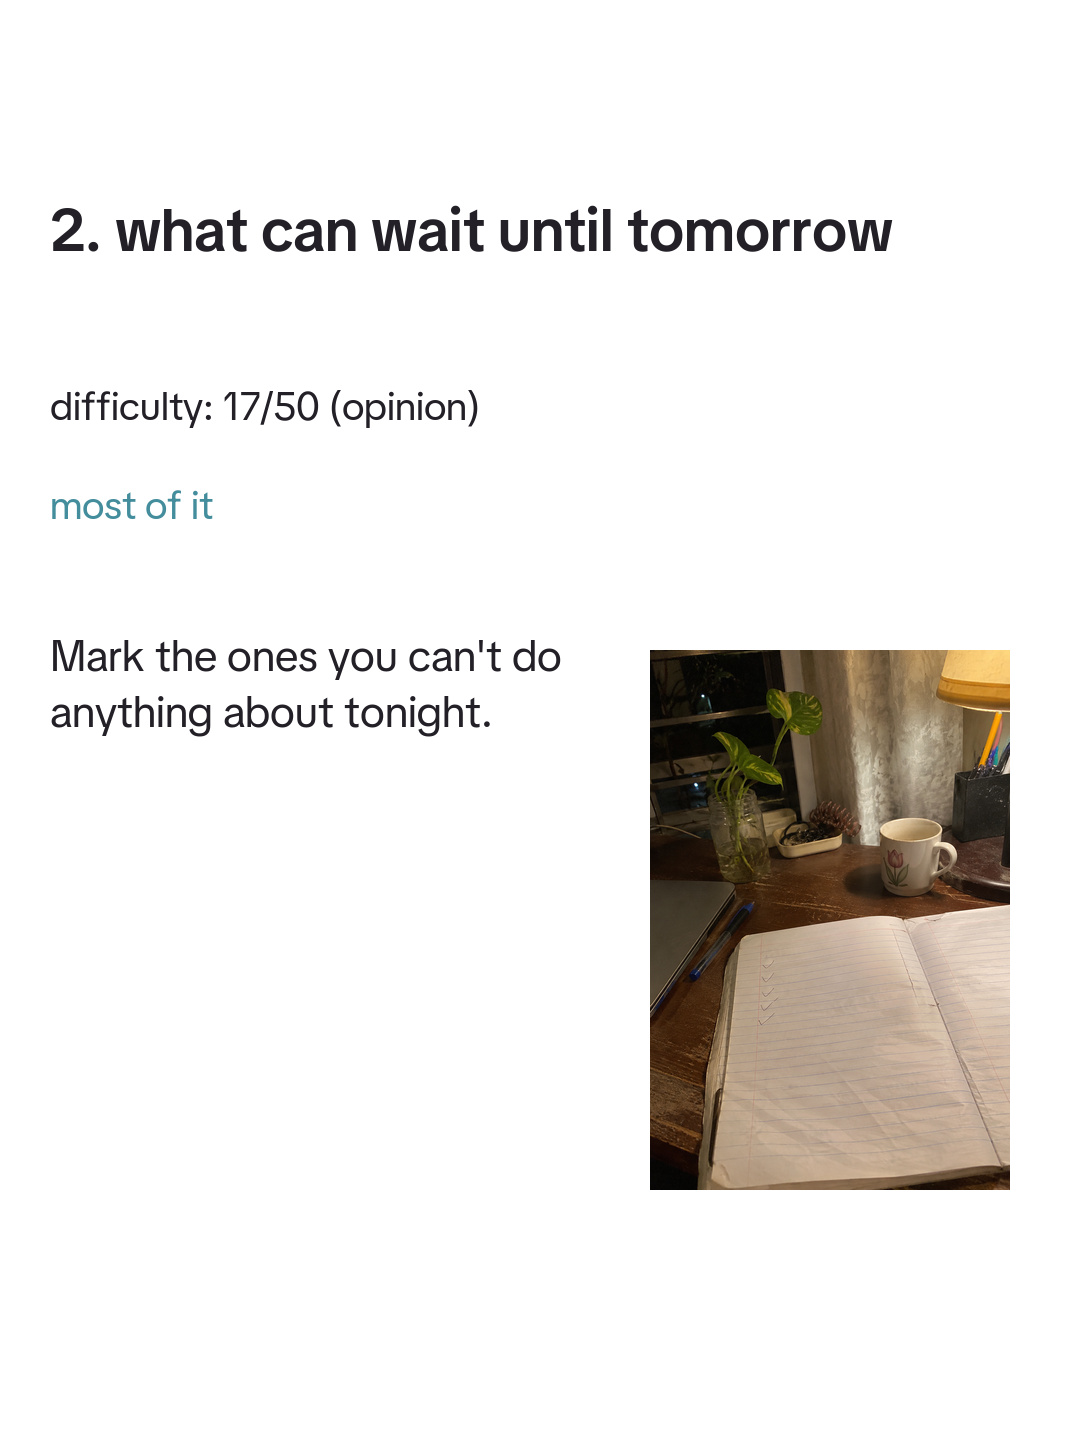 2. what can wait until tomorrow
difficulty: 17/50 (opinion)
most of it
Mark the ones you can't do
anything about tonight.